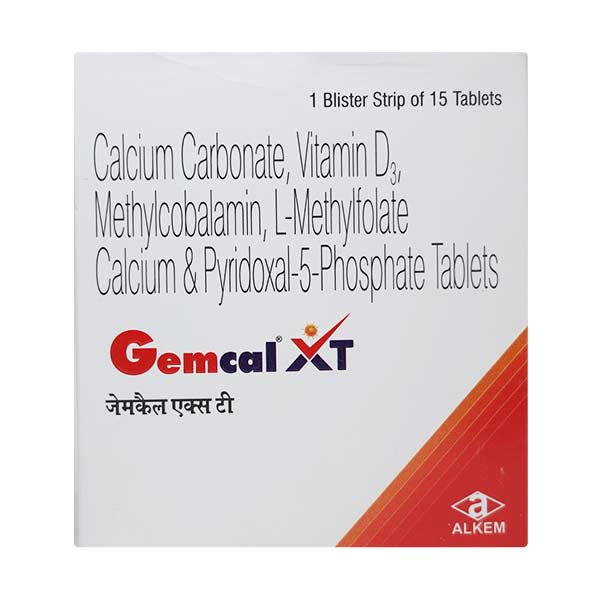 1 Blister Strip of 15 Tablets
Calcium Carbonate, Vitamin D₃,
Methylcobalamin, L-Methylfolate
Calcium & Pyridoxal-5-Phosphate Tablets
Gemcal® XT
जेमकैल एक्स टी
a
ALKEM